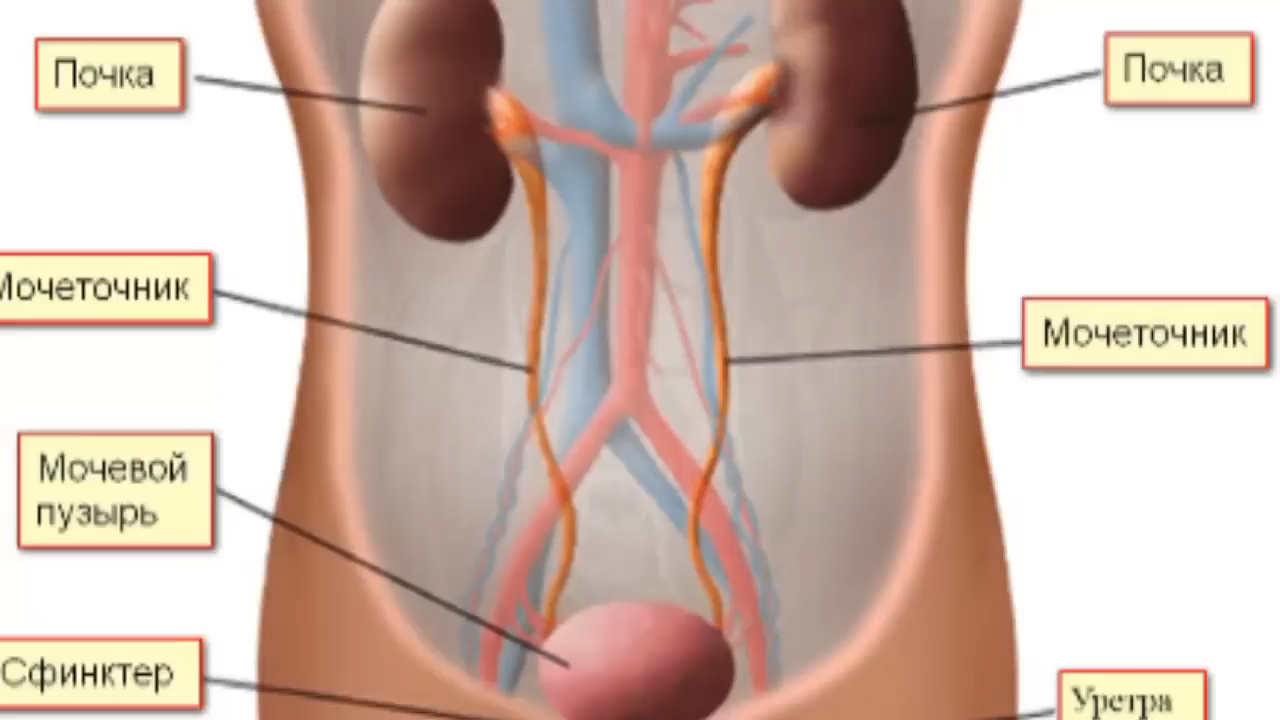 Почка
Почка
Мочеточник
Мочеточник
Мочевой
пузырь
Сфинктер
Уретра